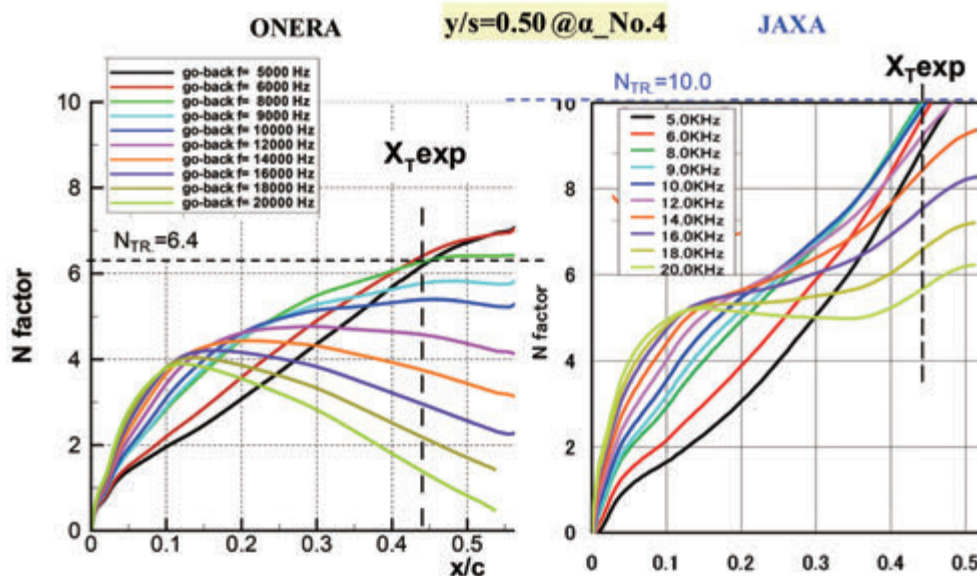 ONERA
y/s=0.50 @α_No.4
JAXA
go-back f= 5000 Hz
go-back f= 6000 Hz
go-back f= 8000 Hz
go-back f= 9000 Hz
go-back f= 10000 Hz
go-back f= 12000 Hz
go-back f= 14000 Hz
go-back f= 16000 Hz
go-back f= 18000 Hz
go-back f= 20000 Hz
10
8
6
4
2
0
N factor
XTexp
NTR.=6.4
0
0.1
0.2
0.3
0.4
0.5
x/c
NTR.=10.0
XTexp
5.0KHz
6.0KHz
8.0KHz
9.0KHz
10.0KHz
12.0KHz
14.0KHz
16.0KHz
18.0KHz
20.0KHz
10
8
6
4
2
0
N factor
0
0.1
0.2
0.3
0.4
0.5